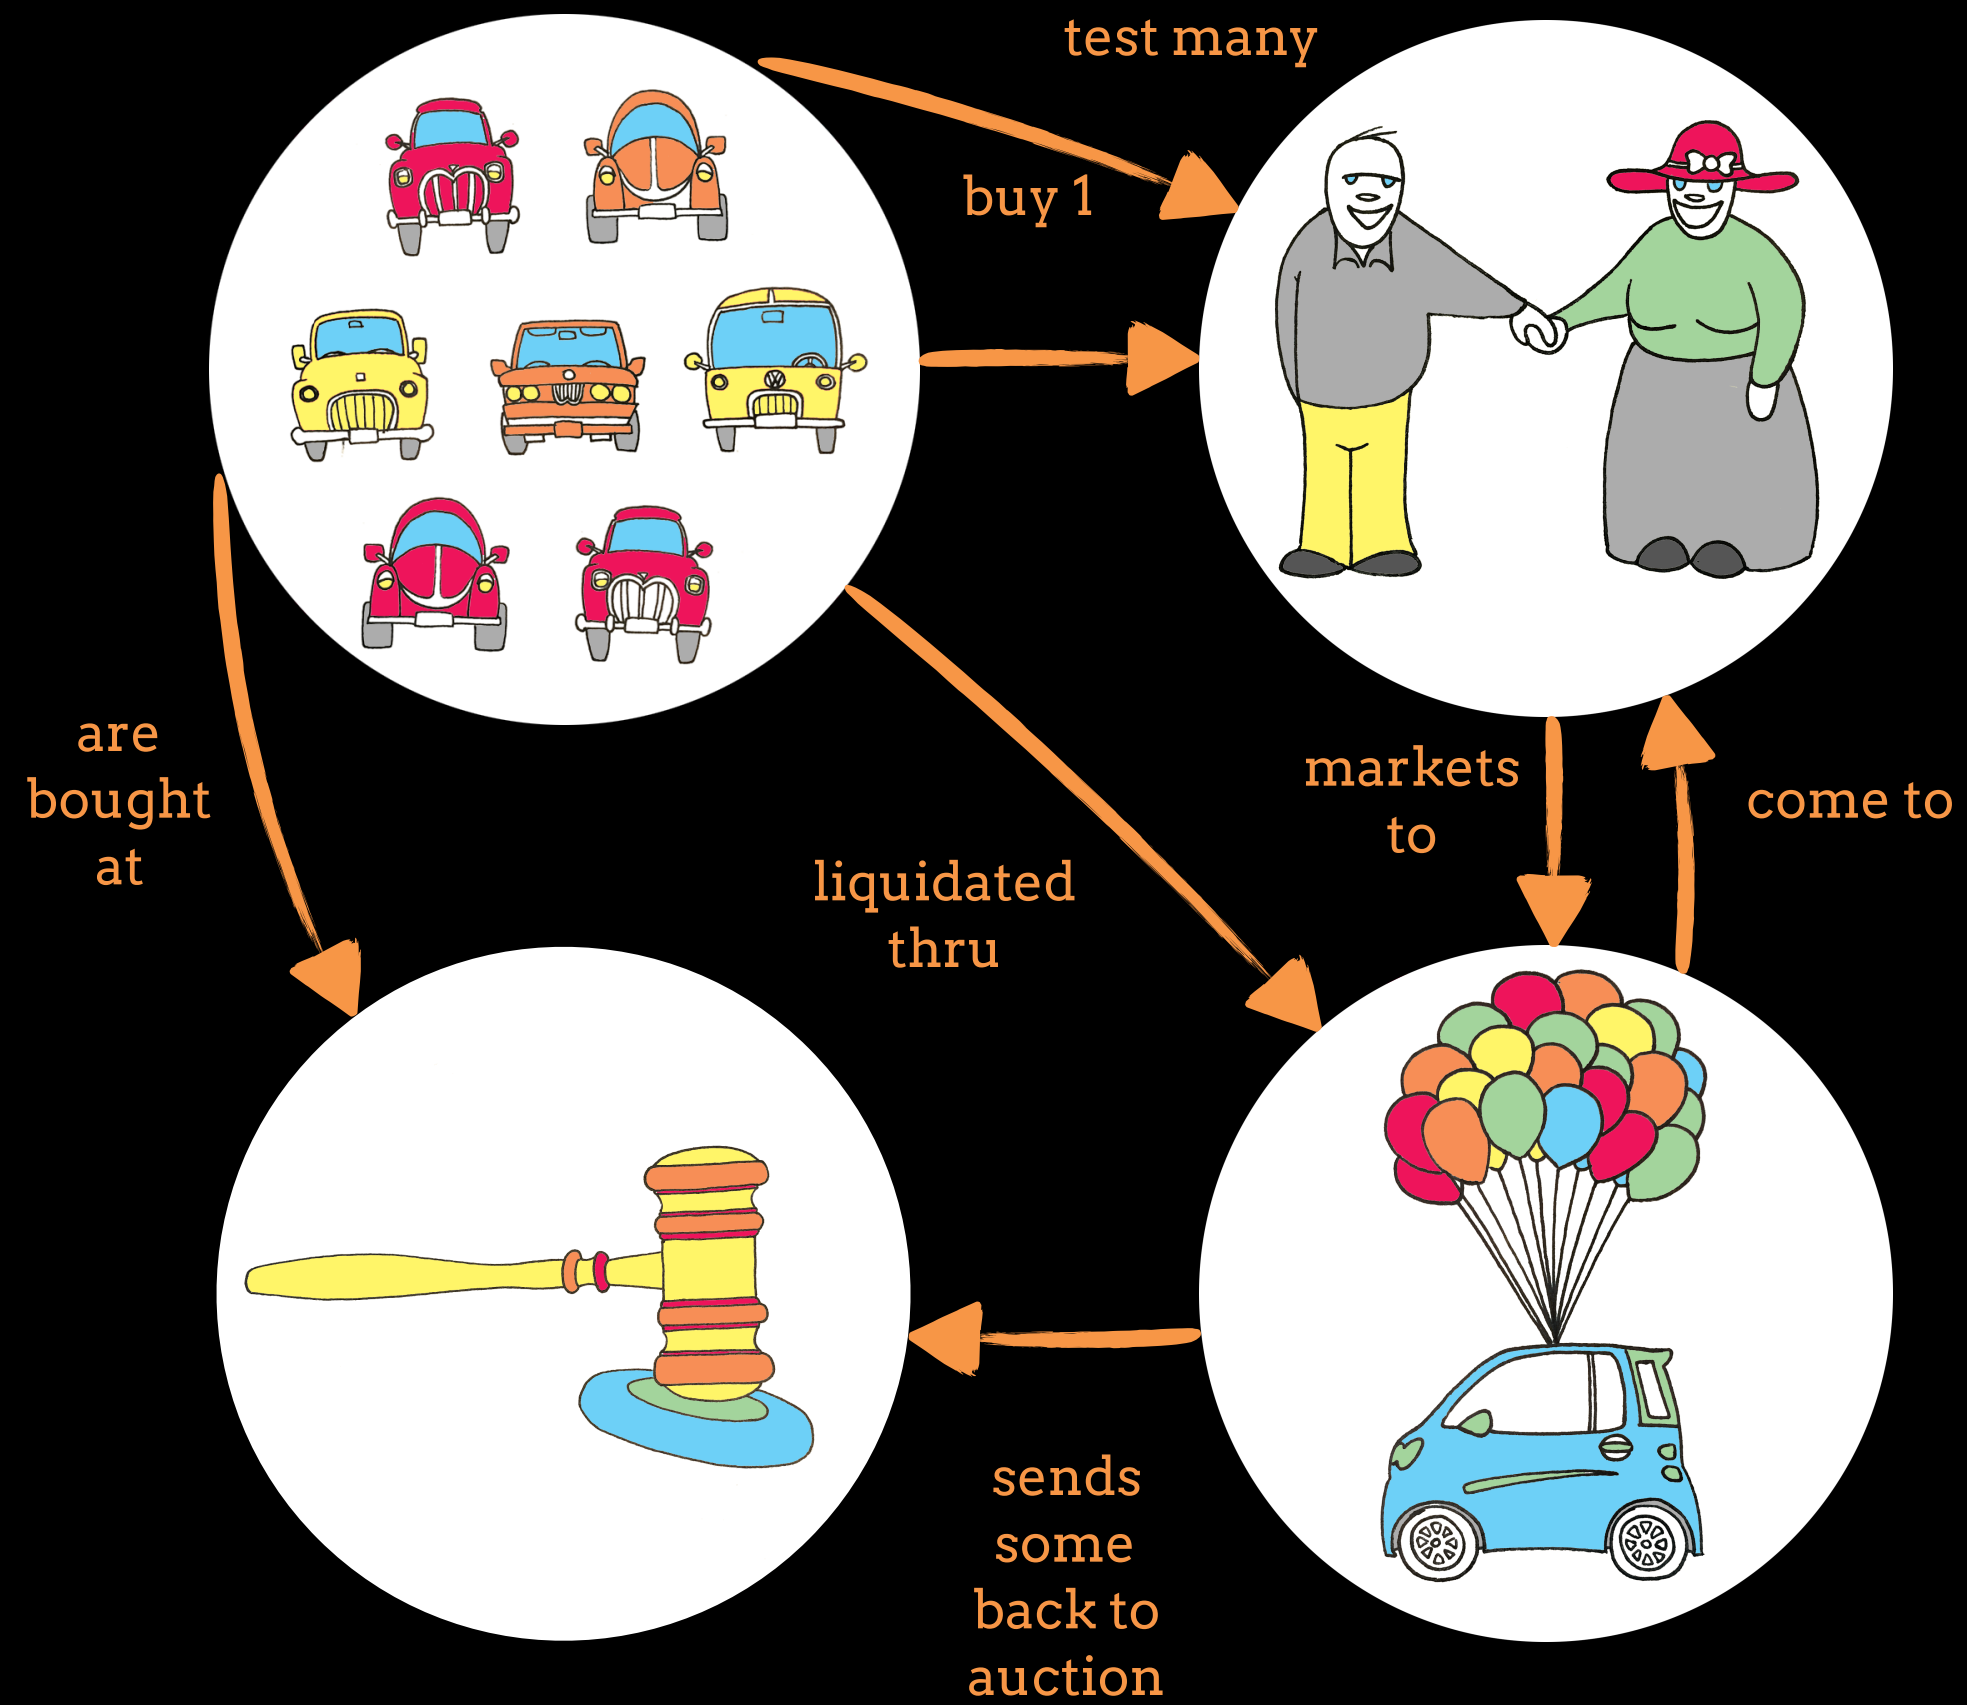 test many
buy 1
are
bought
at
markets
to
come to
liquidated
thru
sends
some
back to
auction